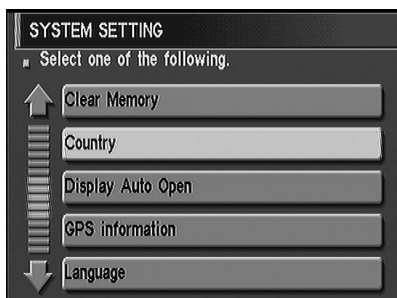 SYSTEM SETTING
Select one of the following.
Clear Memory
Country
Display Auto Open
GPS information
Language